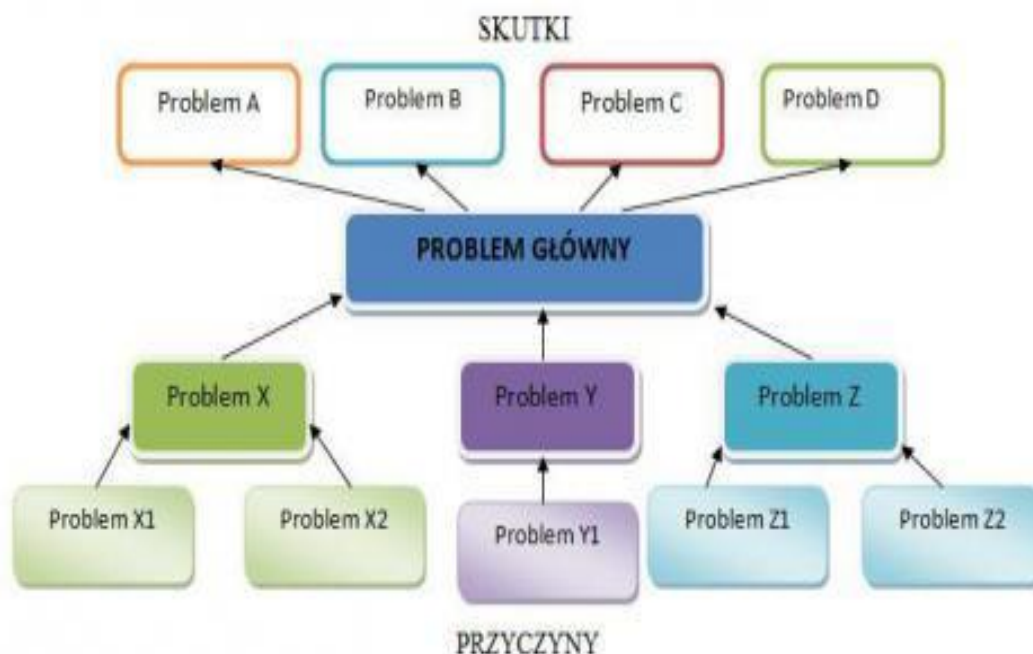 SKUTKI
Problem A
Problem B
Problem C
Problem D
PROBLEM GŁÓWNY
Problem X
Problem Y
Problem Z
Problem X1
Problem X2
Problem Y1
Problem Z1
Problem Z2
PRZYCZYNY